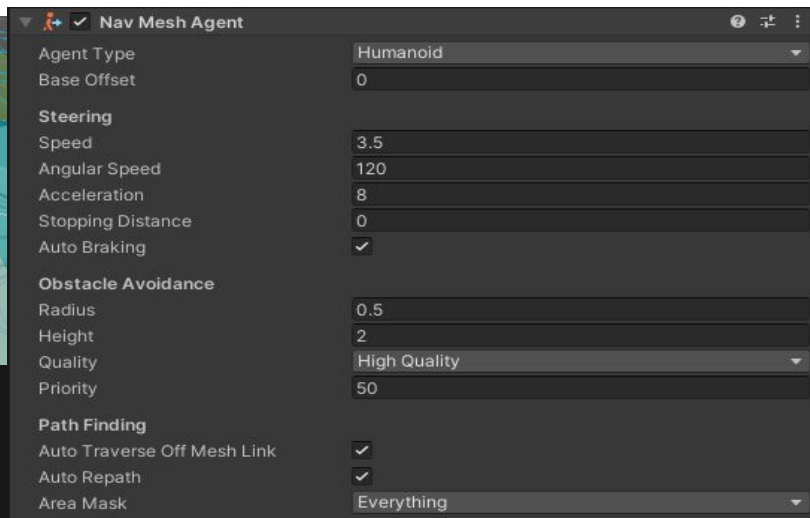 Nav Mesh Agent
Agent Type Humanoid
Base Offset 0
Steering
Speed 3.5
Angular Speed 120
Acceleration 8
Stopping Distance 0
Auto Braking
Obstacle Avoidance
Radius 0.5
Height 2
Quality High Quality
Priority 50
Path Finding
Auto Traverse Off Mesh Link
Auto Repath
Area Mask Everything